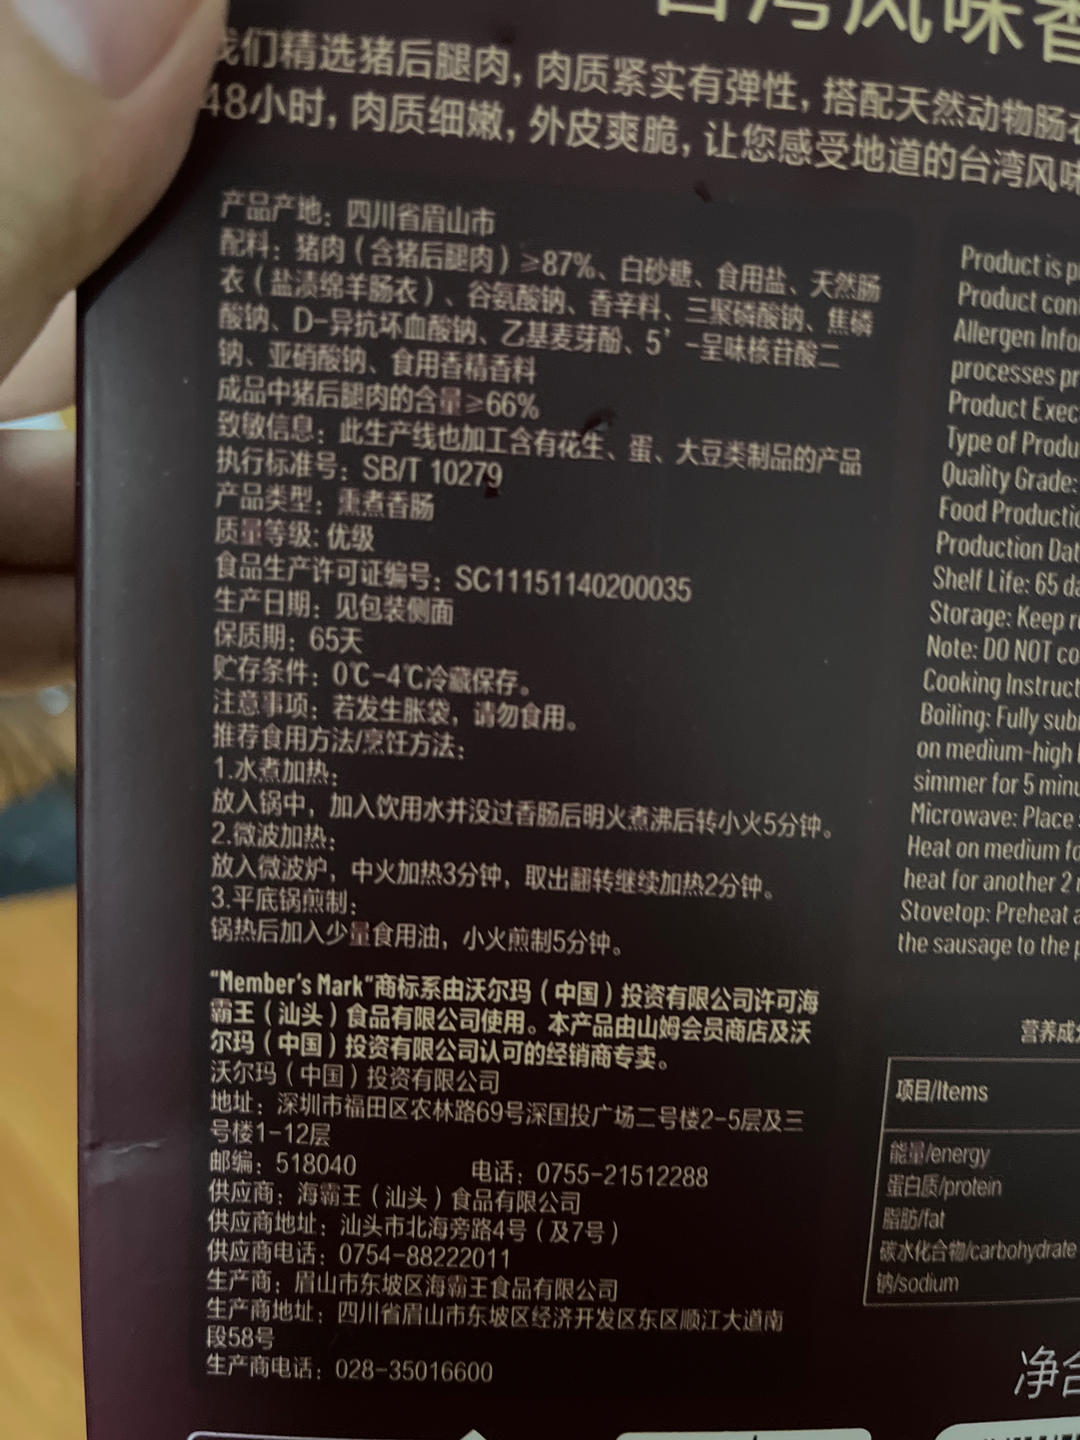 台湾风味香
我们精选猪后腿肉，肉质紧实有弹性，搭配天然动物肠衣
48小时，肉质细嫩，外皮爽脆，让您感受地道的台湾风味
产品产地：四川省眉山市
配料：猪肉（含猪后腿肉）≥87%、白砂糖、食用盐、天然肠
衣（盐渍绵羊肠衣）、谷氨酸钠、香辛料、三聚磷酸钠、焦磷
酸钠、D-异抗坏血酸钠、乙基麦芽酚、5’-呈味核苷酸二
钠、亚硝酸钠、食用香精香料
成品中猪后腿肉的含量≥66%
致敏信息：此生产线也加工含有花生、蛋、大豆类制品的产品
执行标准号：SB/T 10279
产品类型：熏煮香肠
质量等级：优级
食品生产许可证编号：SC11151140200035
生产日期：见包装侧面
保质期：65天
贮存条件：0℃-4℃冷藏保存。
注意事项：若发生胀袋，请勿食用。
推荐食用方法/烹饪方法：
1.水煮加热：
放入锅中，加入饮用水并没过香肠后明火煮沸后转小火5分钟。
2.微波加热：
放入微波炉，中火加热3分钟，取出翻转继续加热2分钟。
3.平底锅煎制：
锅热后加入少量食用油，小火煎制5分钟。
“Member's Mark”商标系由沃尔玛（中国）投资有限公司许可海
霸王（汕头）食品有限公司使用。本产品由山姆会员商店及沃
尔玛（中国）投资有限公司认可的经销商专卖。
沃尔玛（中国）投资有限公司
地址：深圳市福田区农林路69号深国投广场二号楼2-5层及三
号楼1-12层
邮编：518040 电话：0755-21512288
供应商：海霸王（汕头）食品有限公司
供应商地址：汕头市北海旁路4号（及7号）
供应商电话：0754-88222011
生产商：眉山市东坡区海霸王食品有限公司
生产商地址：四川省眉山市东坡区经济开发区东区顺江大道南
段58号
生产商电话：028-35016600
Product is p
Product con
Allergen Info
processes pr
Product Exec
Type of Produ
Quality Grade:
Food Productio
Production Dat
Shelf Life: 65 da
Storage: Keep r
Note: DO NOT co
Cooking Instruct
Boiling: Fully sub
on medium-high
simmer for 5 minu
Microwave: Place
Heat on medium fo
heat for another 2
Stovetop: Preheat a
the sausage to the p
营养成
项目/Items
能量/energy
蛋白质/protein
脂肪/fat
碳水化合物/carbohydrate
钠/sodium
净含